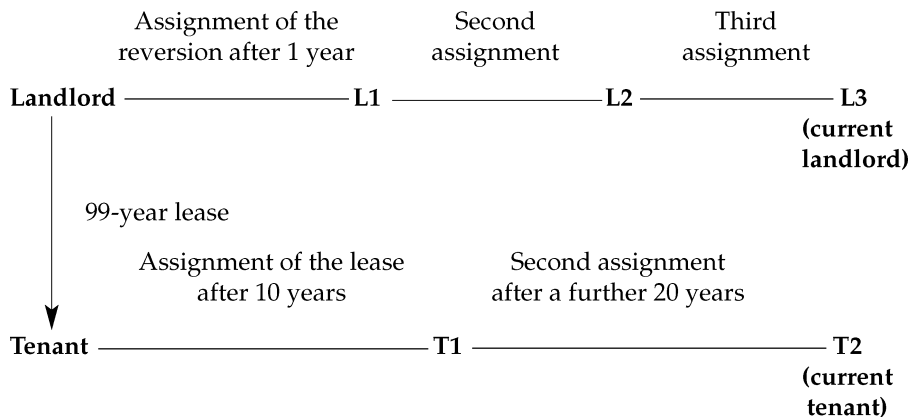 Assignment of the
reversion after 1 year
Second
assignment
Third
assignment
Landlord
L1
L2
L3
(current
landlord)
99-year lease
Assignment of the lease
after 10 years
Second assignment
after a further 20 years
Tenant
T1
T2
(current
tenant)